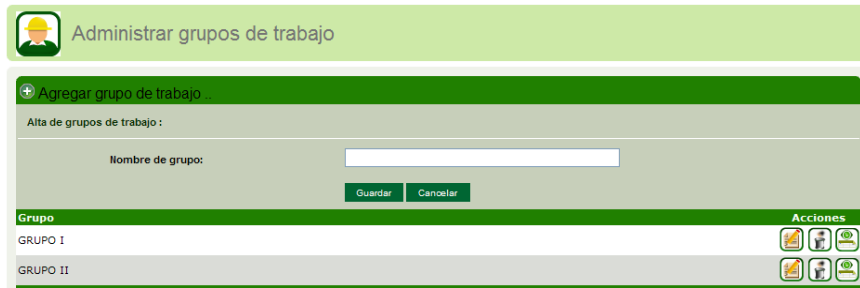 Administrar grupos de trabajo
Agregar grupo de trabajo ..
Alta de grupos de trabajo :
Nombre de grupo:
Guardar Cancelar
Grupo Acciones
GRUPO I
GRUPO II